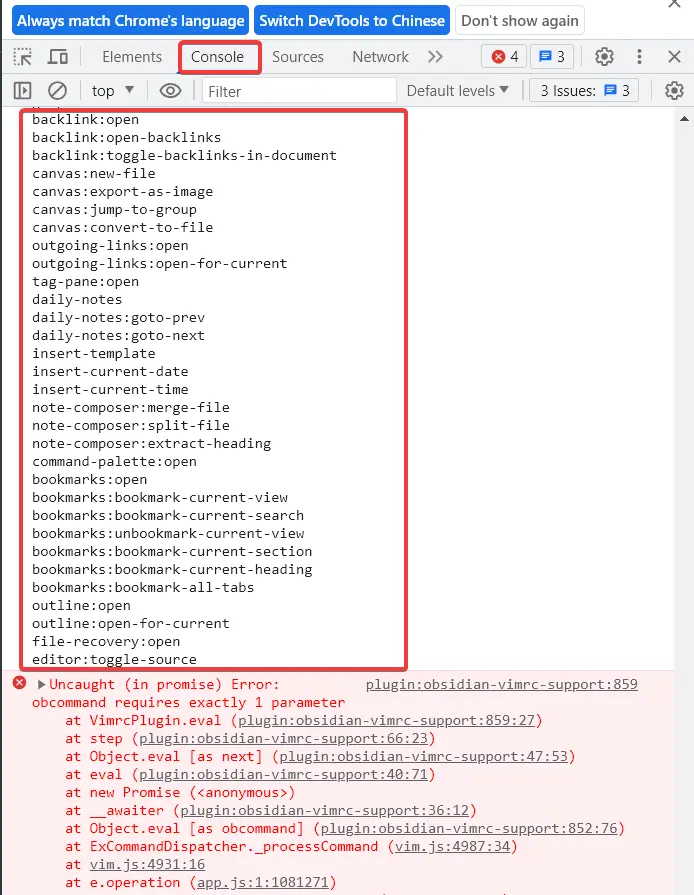 Always match Chrome's language Switch DevTools to Chinese Don't show again
Elements Console Sources Network 4 3
top Filter Default levels 3 Issues: 3
backlink:open
backlink:open-backlinks
backlink:toggle-backlinks-in-document
canvas:new-file
canvas:export-as-image
canvas:jump-to-group
canvas:convert-to-file
outgoing-links:open
outgoing-links:open-for-current
tag-pane:open
daily-notes
daily-notes:goto-prev
daily-notes:goto-next
insert-template
insert-current-date
insert-current-time
note-composer:merge-file
note-composer:split-file
note-composer:extract-heading
command-palette:open
bookmarks:open
bookmarks:bookmark-current-view
bookmarks:bookmark-current-search
bookmarks:unbookmark-current-view
bookmarks:bookmark-current-section
bookmarks:bookmark-current-heading
bookmarks:bookmark-all-tabs
outline:open
outline:open-for-current
file-recovery:open
editor:toggle-source
Uncaught (in promise) Error: plugin:obsidian-vimrc-support:859
obcommand requires exactly 1 parameter
at VimrcPlugin.eval (plugin:obsidian-vimrc-support:859:27)
at step (plugin:obsidian-vimrc-support:66:23)
at Object.eval [as next] (plugin:obsidian-vimrc-support:47:53)
at eval (plugin:obsidian-vimrc-support:40:71)
at new Promise (<anonymous>)
at __awaiter (plugin:obsidian-vimrc-support:36:12)
at Object.eval [as obcommand] (plugin:obsidian-vimrc-support:852:76)
at ExCommandDispatcher._processCommand (vim.js:4987:34)
at vim.js:4931:16
at e.operation (app.js:1:1081271)